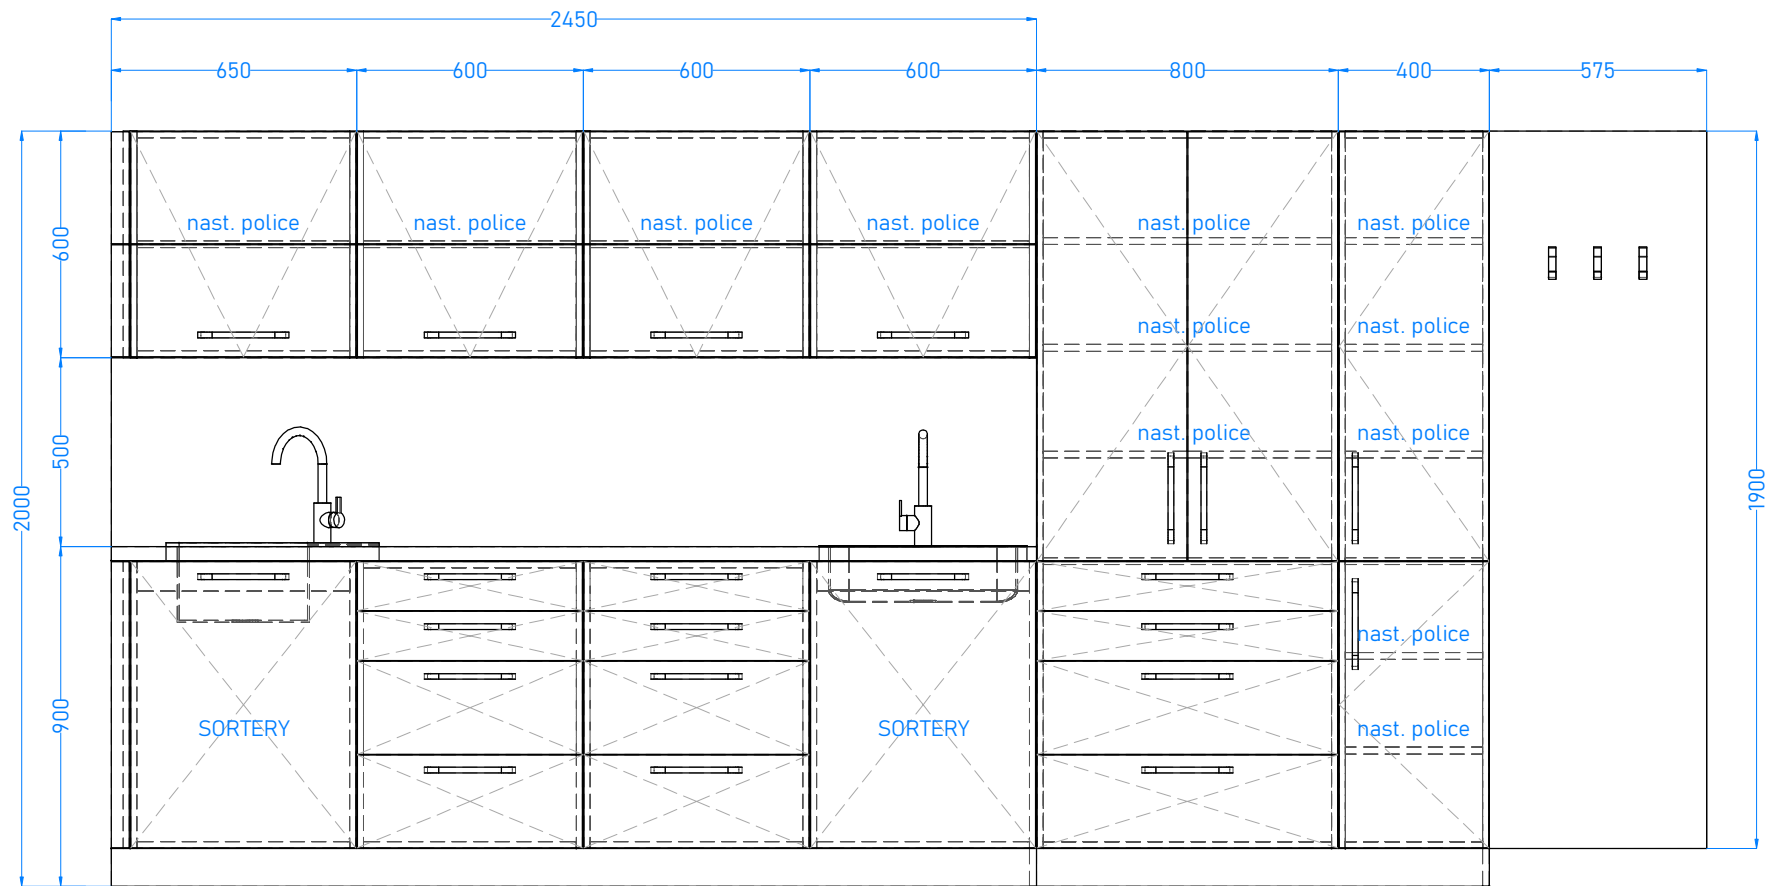 2450
650
600
600
600
800
400
575
nast. police
nast. police
nast. police
nast. police
nast. police
nast. police
600
nast. police
nast. police
nast. police
nast. police
500
2000
1900
nast. police
900
SORTERY
SORTERY
nast. police